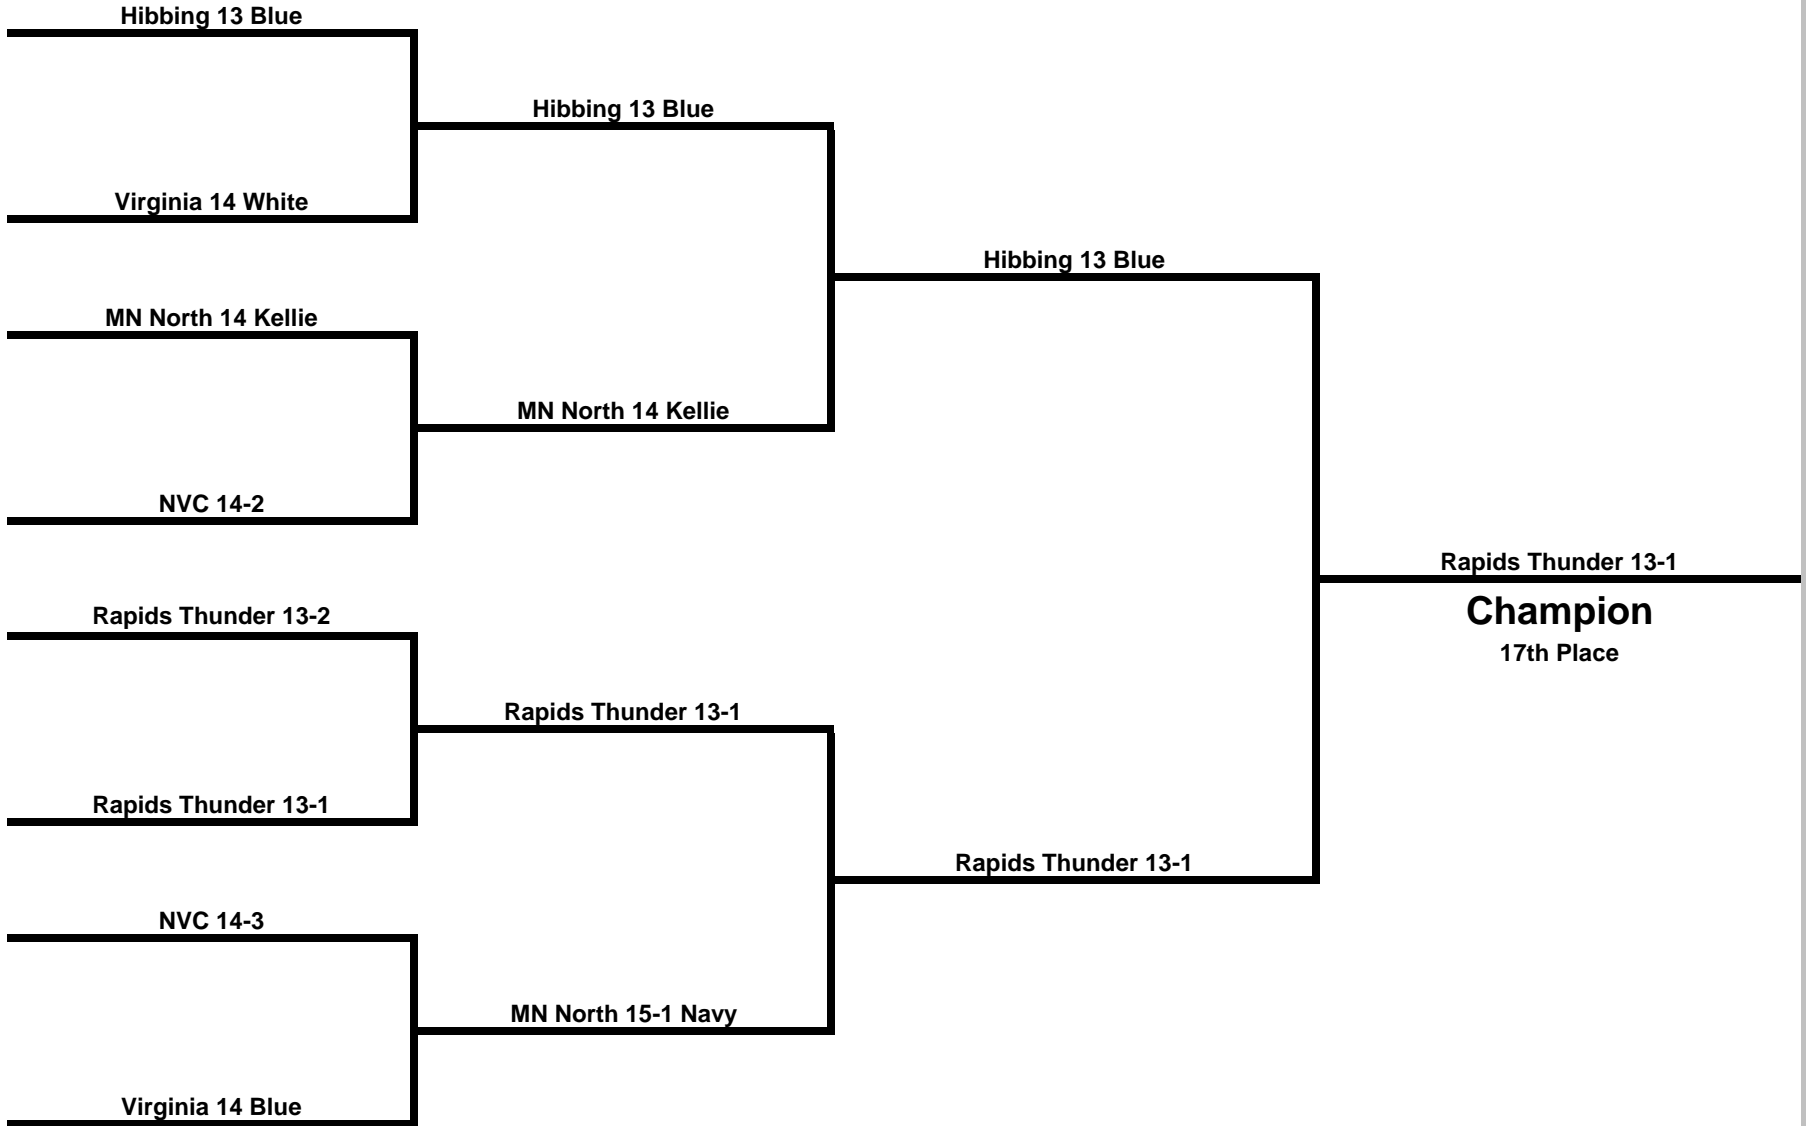 Hibbing 13 Blue
Hibbing 13 Blue
Virginia 14 White
Hibbing 13 Blue
MN North 14 Kellie
MN North 14 Kellie
NVC 14-2
Rapids Thunder 13-1
Champion
Rapids Thunder 13-2
17th Place
Rapids Thunder 13-1
Rapids Thunder 13-1
Rapids Thunder 13-1
NVC 14-3
MN North 15-1 Navy
Virginia 14 Blue